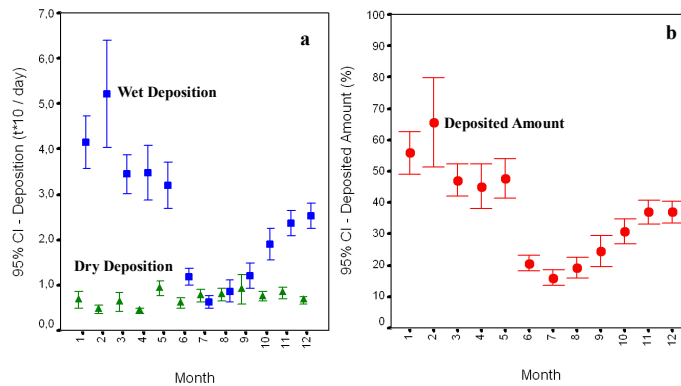 a
7,0
6,0
5,0
4,0
3,0
2,0
1,0
0,0
95% CI - Deposition (t*10 / day)
Wet Deposition
Dry Deposition
1 2 3 4 5 6 7 8 9 10 11 12
Month
b
100
90
80
70
60
50
40
30
20
10
0
95% CI - Deposited Amount (%)
Deposited Amount
1 2 3 4 5 6 7 8 9 10 11 12
Month